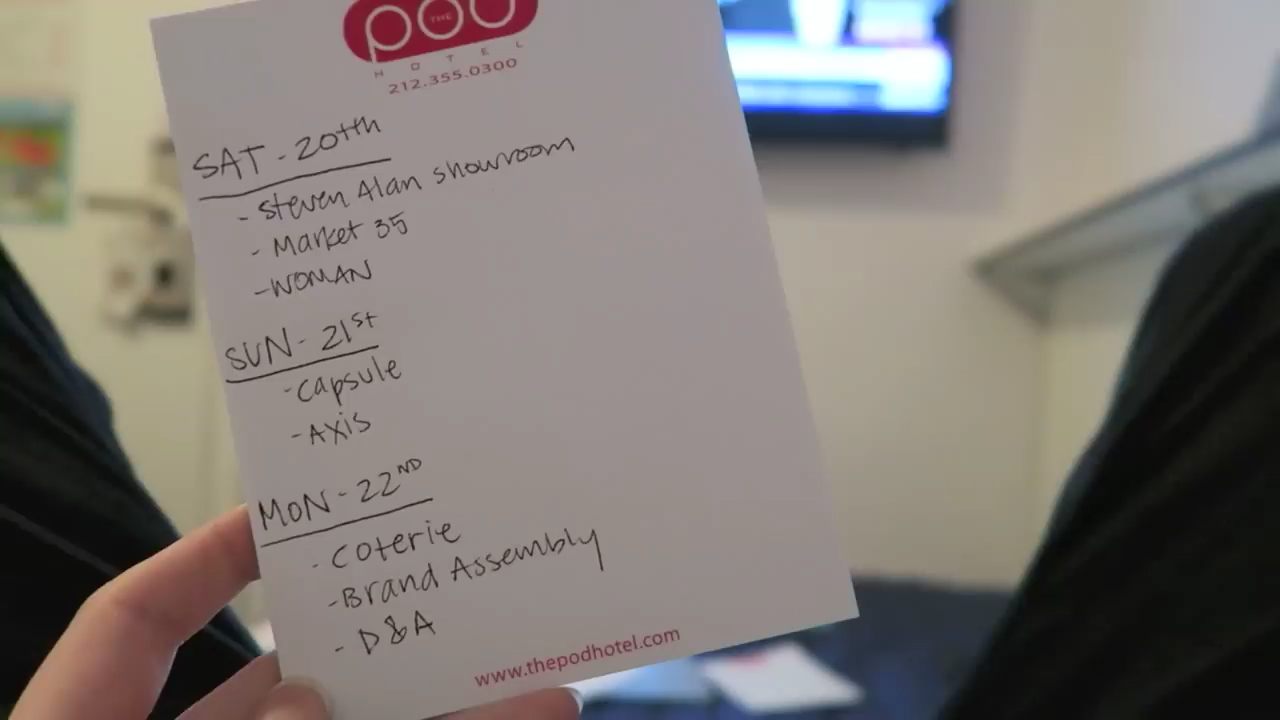 THE
pod
HOTEL
212.355.0300
SAT - 20tth
- Steven Alan showroom
- Market 35
- WOMAN
SUN - 21st
- capsule
- AXIS
MON - 22ND
- COTERIE
- Brand Assembly
- D&A
www.thepodhotel.com